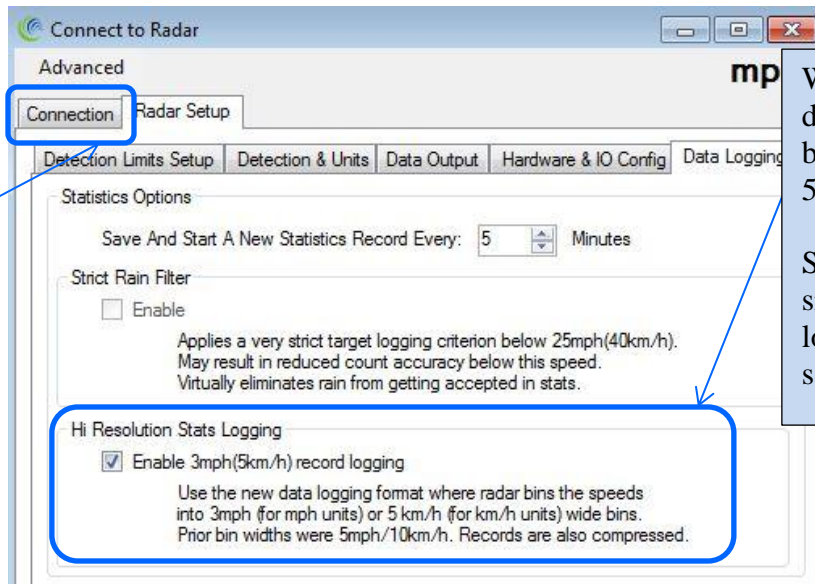 Connect to Radar
Advanced
mp
Connection
Radar Setup
Detection Limits Setup
Detection & Units
Data Output
Hardware & IO Config
Data Logging
Statistics Options
Save And Start A New Statistics Record Every: 5 Minutes
Strict Rain Filter
Enable
Applies a very strict target logging criterion below 25mph(40km/h).
May result in reduced count accuracy below this speed.
Virtually eliminates rain from getting accepted in stats.
Hi Resolution Stats Logging
Enable 3mph(5km/h) record logging
Use the new data logging format where radar bins the speeds
into 3mph (for mph units) or 5 km/h (for km/h units) wide bins.
Prior bin widths were 5mph/10km/h. Records are also compressed.